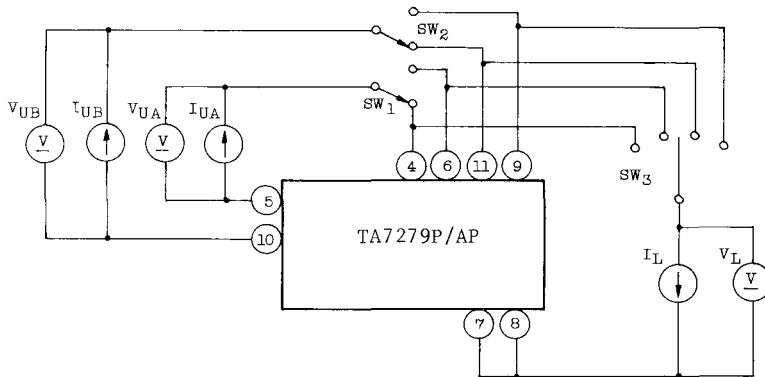 SW2
VUB IUB VUA IUA SW1
4 6 11 9
SW3
5
TA7279P/AP
10
IL VL
V V V
7 8